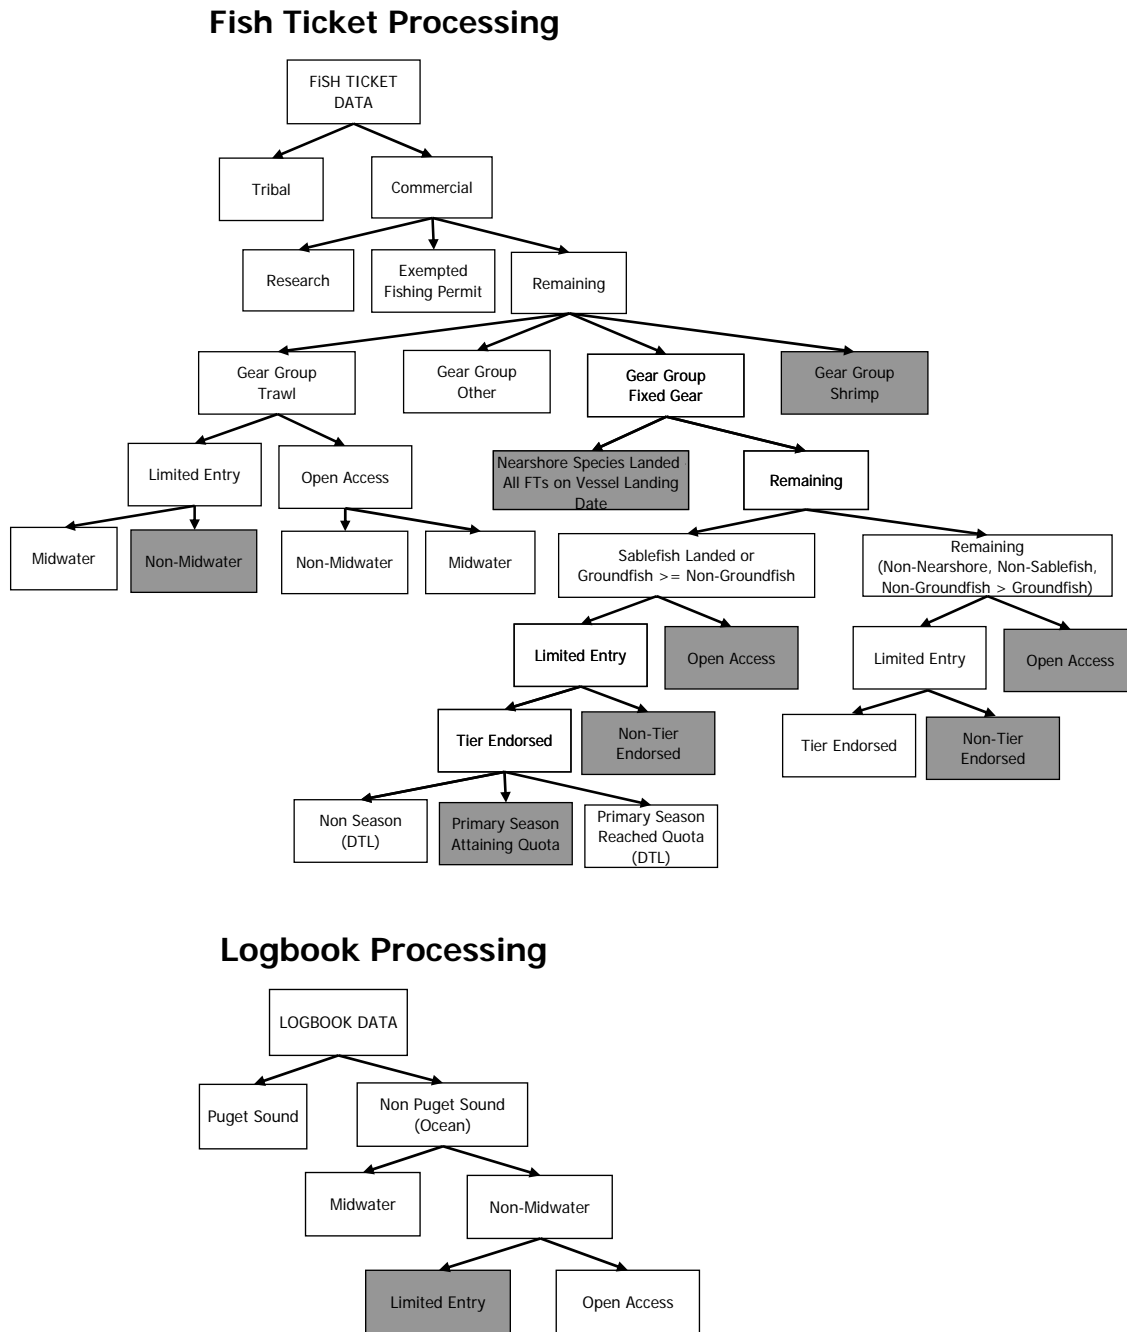 Fish Ticket Processing
FiSH TICKET
DATA
Tribal
Commercial
Research
Exempted
Fishing Permit
Remaining
Gear Group
Trawl
Gear Group
Other
Gear Group
Fixed Gear
Gear Group
Shrimp
Limited Entry
Open Access
Nearshore Species Landed
All FTs on Vessel Landing
Date
Remaining
Midwater
Non-Midwater
Non-Midwater
Midwater
Sablefish Landed or
Groundfish >= Non-Groundfish
Remaining
(Non-Nearshore, Non-Sablefish,
Non-Groundfish > Groundfish)
Limited Entry
Open Access
Limited Entry
Open Access
Tier Endorsed
Non-Tier
Endorsed
Tier Endorsed
Non-Tier
Endorsed
Non Season
(DTL)
Primary Season
Attaining Quota
Primary Season
Reached Quota
(DTL)
Logbook Processing
LOGBOOK DATA
Puget Sound
Non Puget Sound
(Ocean)
Midwater
Non-Midwater
Limited Entry
Open Access